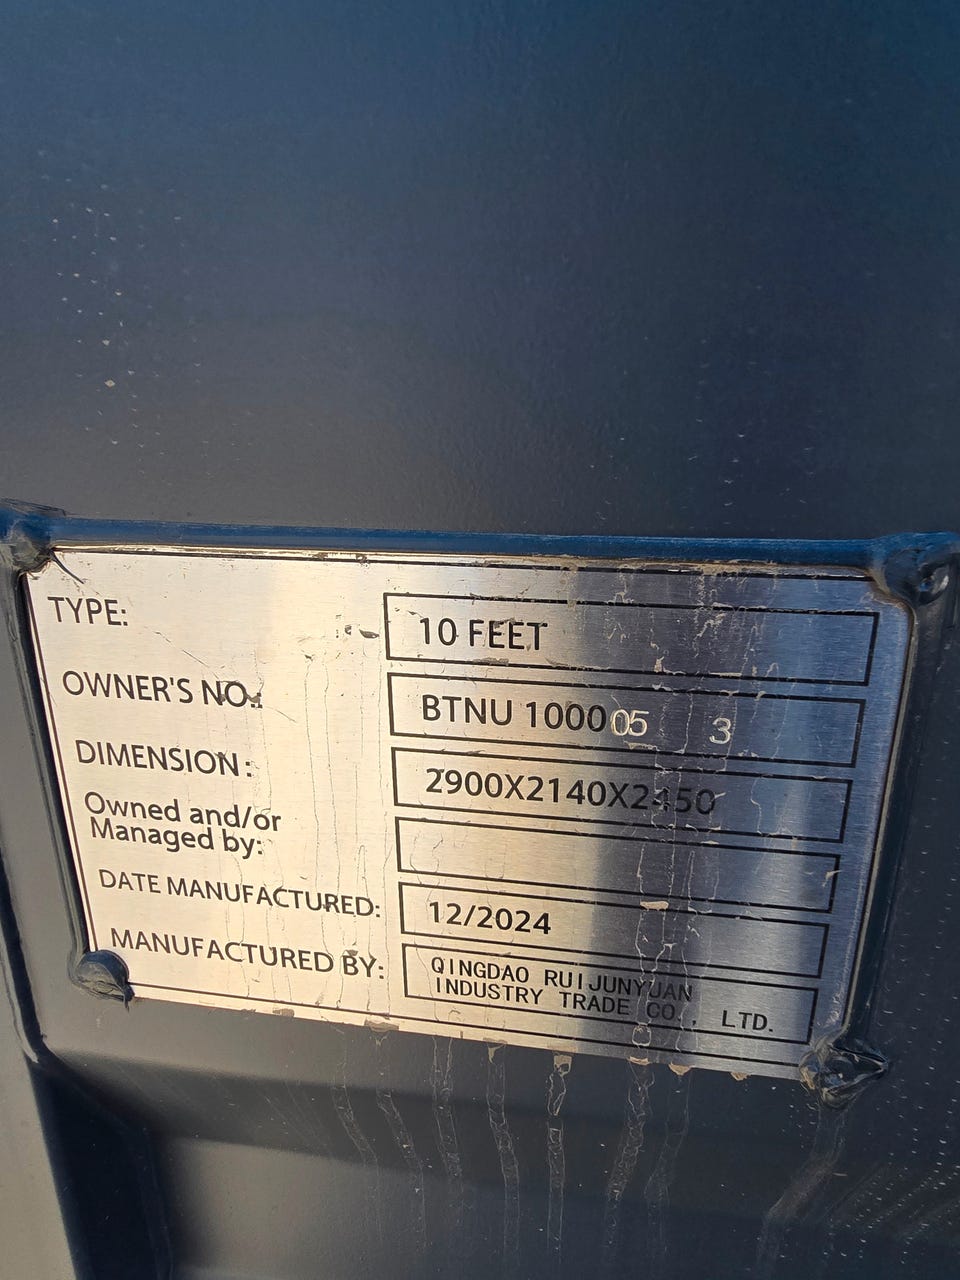 TYPE: 10 FEET
OWNER'S NO.: BTNU 100005 3
DIMENSION: 2900X2140X2450
Owned and/or
Managed by:
DATE MANUFACTURED: 12/2024
MANUFACTURED BY: QINGDAO RUIJUNYUAN
INDUSTRY TRADE CO., LTD.